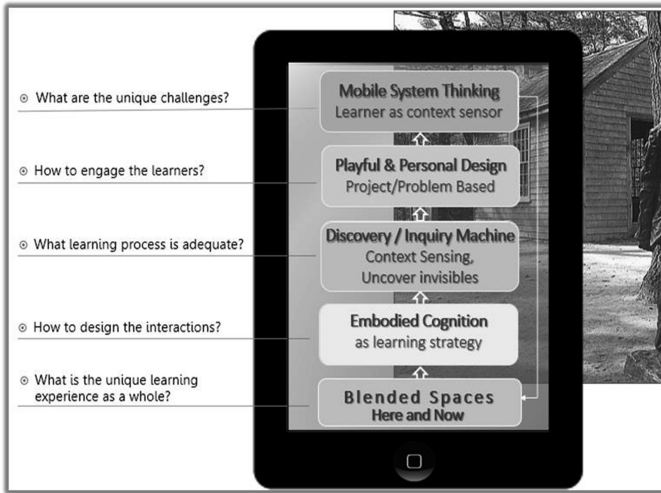 What are the unique challenges?
Mobile System Thinking
Learner as context sensor
How to engage the learners?
Playful & Personal Design
Project/Problem Based
What learning process is adequate?
Discovery / Inquiry Machine
Context Sensing,
Uncover invisibles
How to design the interactions?
Embodied Cognition
as learning strategy
What is the unique learning
experience as a whole?
Blended Spaces
Here and Now